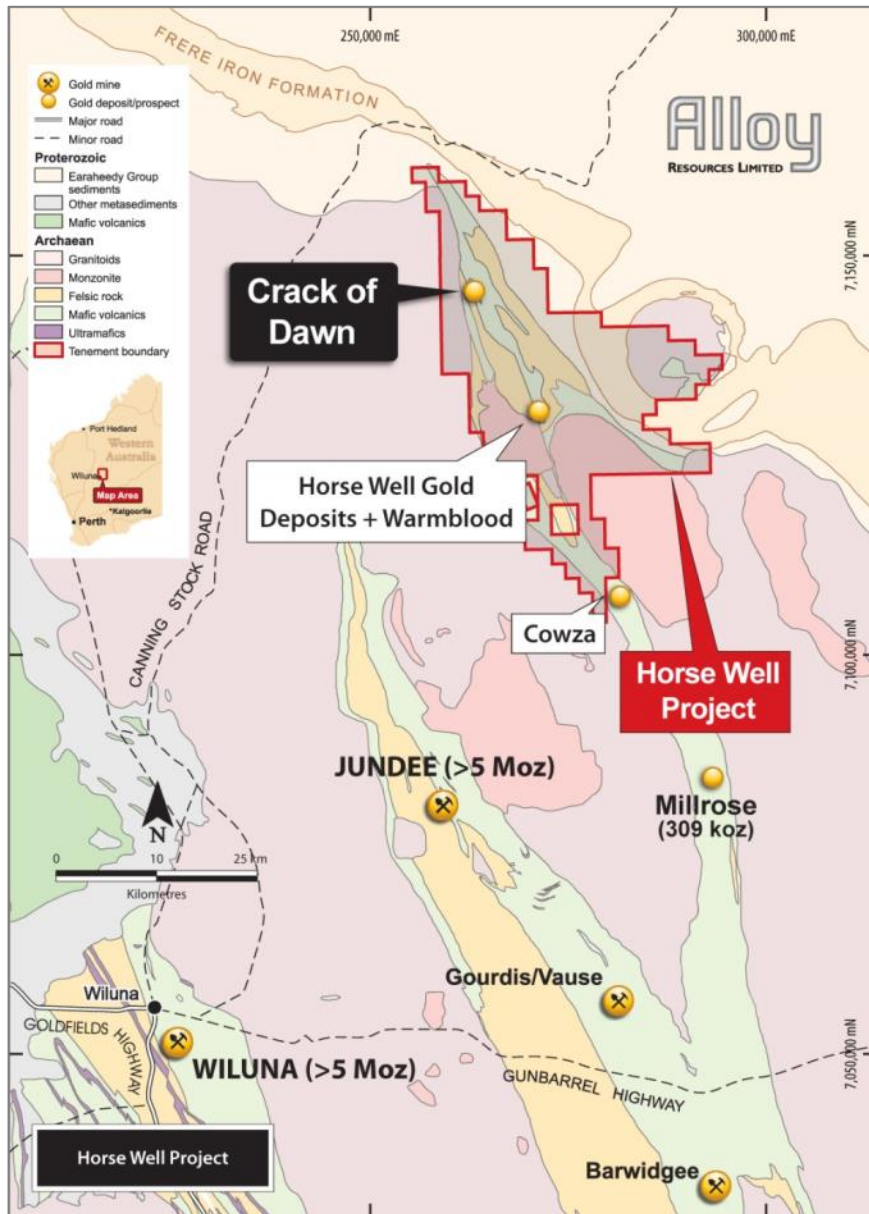 250,000 mE
300,000 mE
FRERE IRON FORMATION
Alloy
RESOURCES LIMITED
Gold mine
Gold deposit/prospect
Major road
Minor road
Proterozoic
Earaheedy Group
sediments
Other metasediments
Mafic volcanics
Archaean
Granitoids
Monzonite
Felsic rock
Mafic volcanics
Ultramafics
Tenement boundary
Port Hedland
Western
Australia
Wiluna
Map Area
Kalgoorlie
Perth
7,150,000 mN
Crack of
Dawn
Horse Well Gold
Deposits + Warmblood
CANNING STOCK ROAD
Cowza
Horse Well
Project
7,100,000 mN
JUNDEE (>5 Moz)
Millrose
(309 koz)
N
0 10 25 km
Kilometres
Gourdis/Vause
Wiluna
GOLDFIELDS HIGHWAY
WILUNA (>5 Moz)
GUNBARREL HIGHWAY
7,050,000 mN
Horse Well Project
Barwidgee